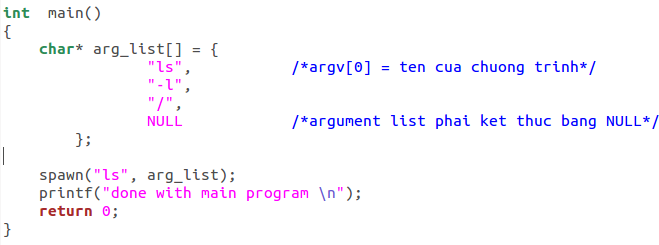 int  main()
{
    char* arg_list[] = {
                "ls",           /*argv[0] = ten cua chuong trinh*/
                "-l",
                "/",
                NULL            /*argument list phai ket thuc bang NULL*/
        };

    spawn("ls", arg_list);
    printf("done with main program \n");
    return 0;
}